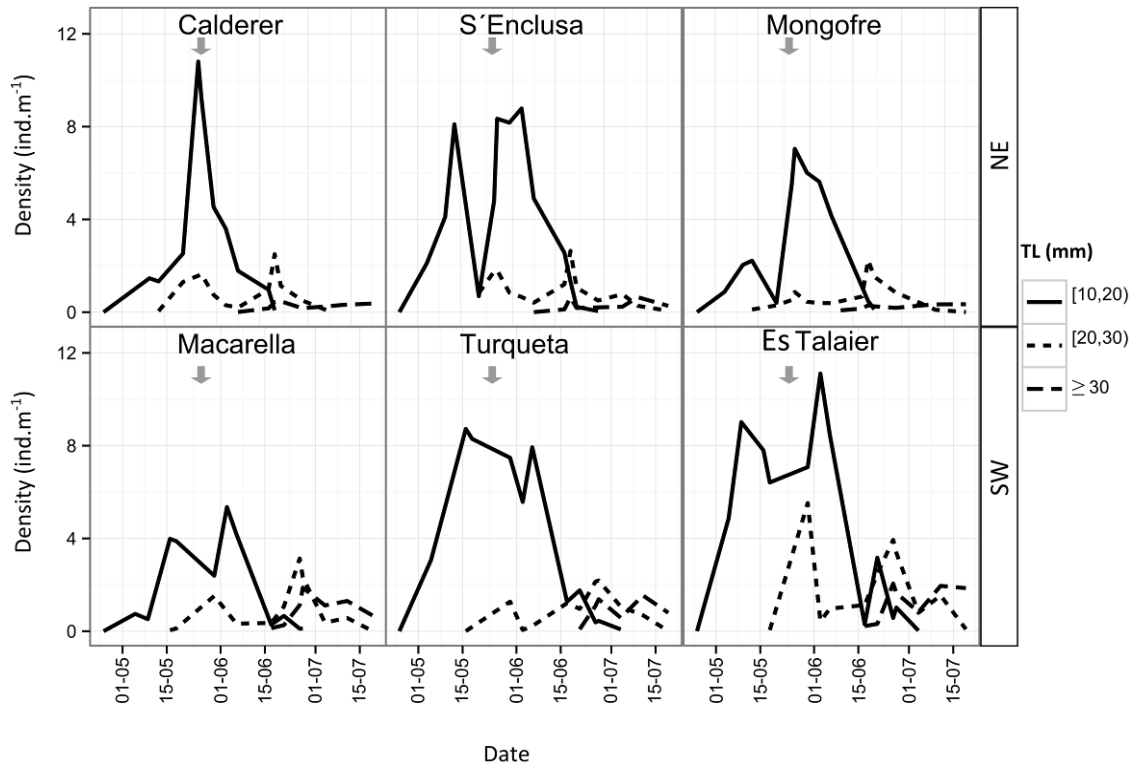 Calderer S´Enclusa Mongofre
12
8
4
0
Density (ind.m-1)
NE
Macarella Turqueta Es Talaier
12
8
4
0
Density (ind.m-1)
SW
01-05 15-05 01-06 15-06 01-07 15-07 01-05 15-05 01-06 15-06 01-07 15-07 01-05 15-05 01-06 15-06 01-07 15-07
Date
TL (mm)
[10,20)
[20,30)
≥ 30